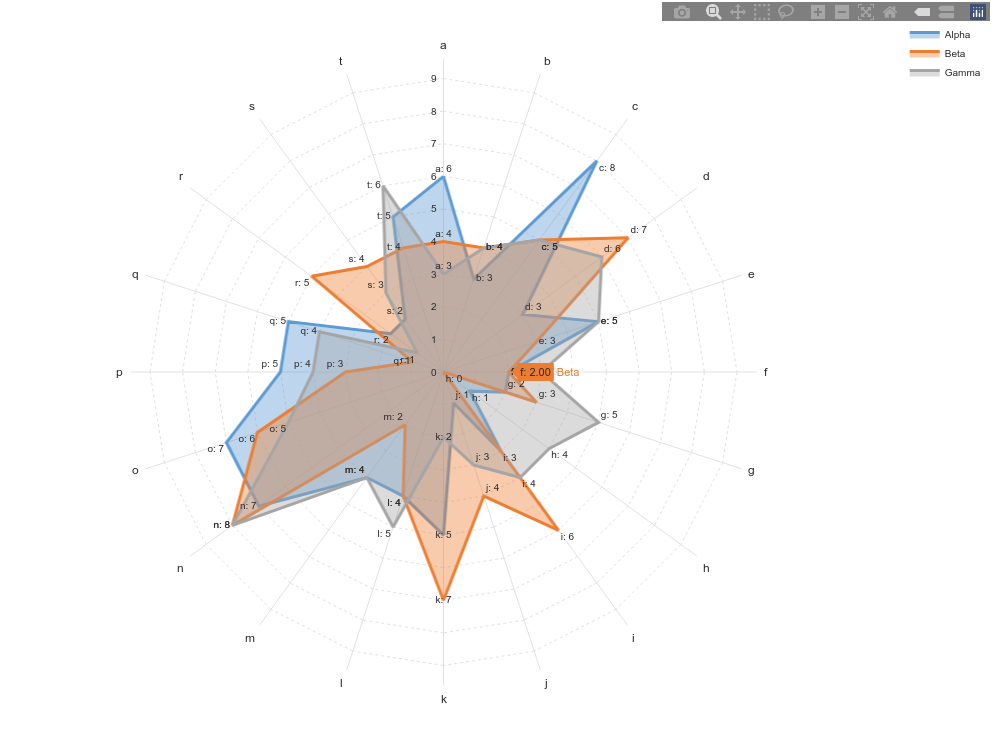 Alpha
Beta
Gamma
a
t
b
9
s
c
8
7
r
d
a: 6
c: 8
6
t: 6
5
t: 5
d: 7
a: 4
4
t: 4
b: 4
c: 5
d: 6
s: 4
a: 3
3
b: 3
q
e
r: 5
s: 3
2
d: 3
s: 2
q: 5
e: 5
q: 4
1
r: 2
e: 3
p: 5
p: 4
p: 3
p
0
f: 2.00
Beta
f
h: 0
g: 2
j: 1
h: 1
g: 3
m: 2
g: 5
o: 5
o: 6
k: 2
o: 7
h: 4
j: 3
i: 3
o
g
m: 4
i: 4
j: 4
n: 7
l: 4
n: 8
l: 5
k: 5
i: 6
n
h
k: 7
m
i
l
j
k